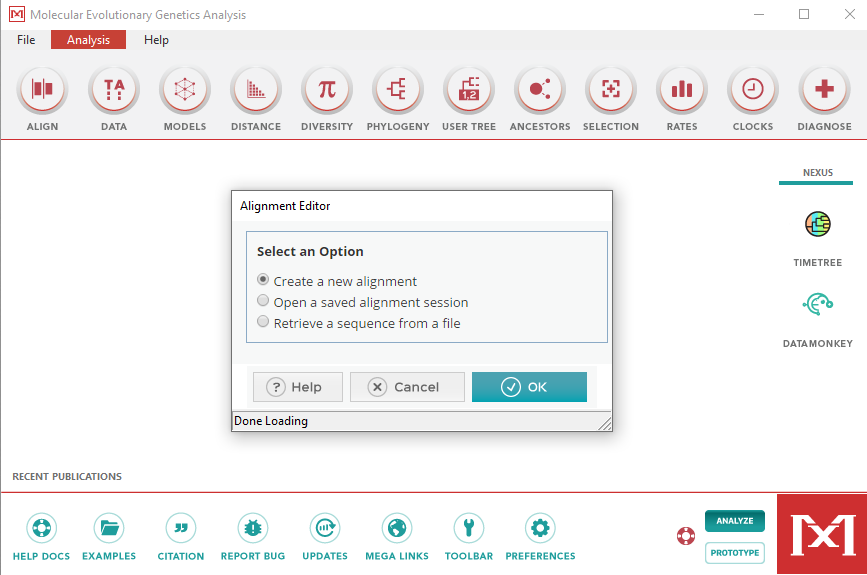 Molecular Evolutionary Genetics Analysis
File Analysis Help
TA
π
1,2
ALIGN DATA MODELS DISTANCE DIVERSITY PHYLOGENY USER TREE ANCESTORS SELECTION RATES CLOCKS DIAGNOSE
NEXUS
TIMETREE
DATAMONKEY
Alignment Editor
Select an Option
Create a new alignment
Open a saved alignment session
Retrieve a sequence from a file
? Help Cancel OK
Done Loading
RECENT PUBLICATIONS
HELP DOCS EXAMPLES CITATION REPORT BUG UPDATES MEGA LINKS TOOLBAR PREFERENCES
ANALYZE
PROTOTYPE